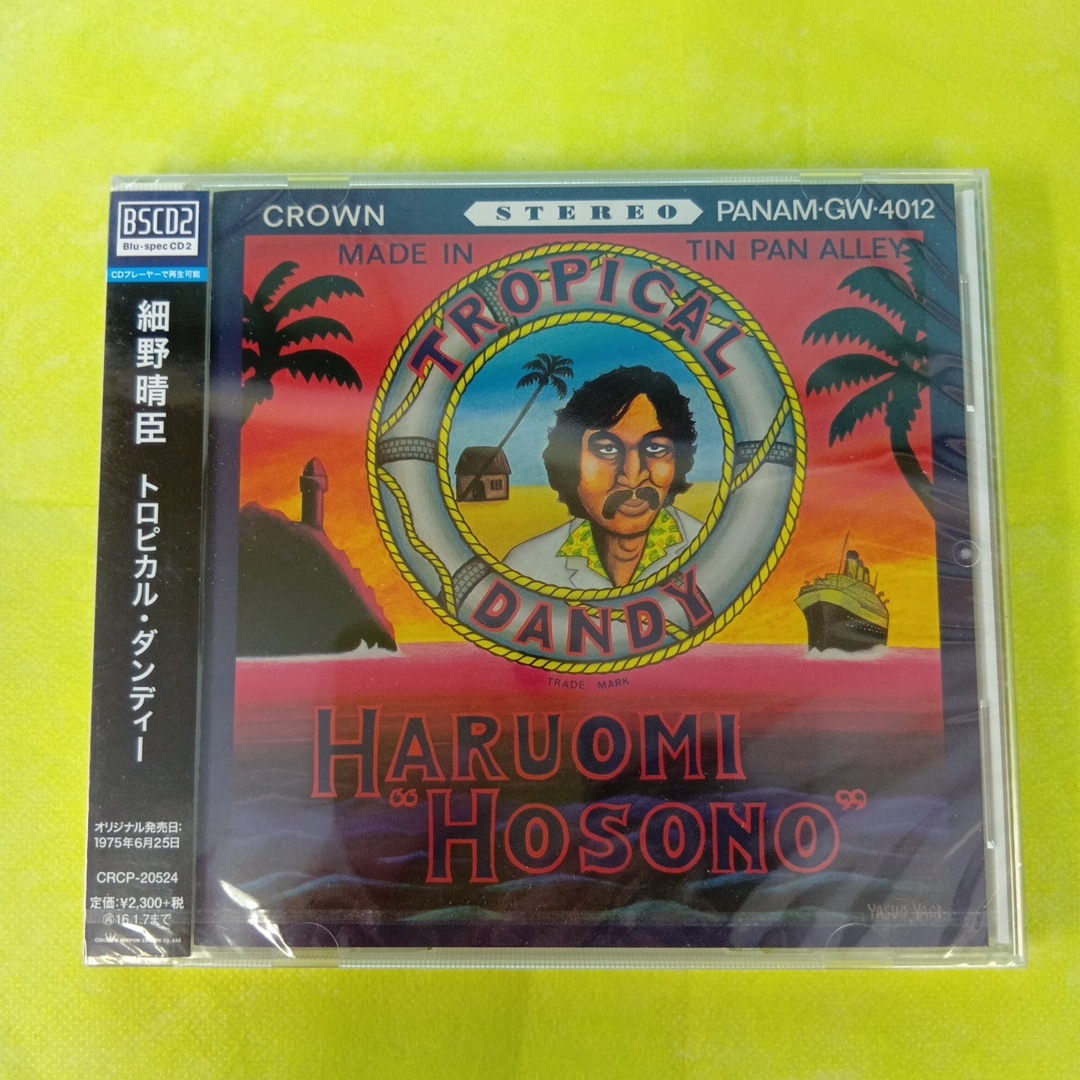 BSCD2
Blu-spec CD2
CDプレーヤーで再生可能
細野晴臣 トロピカル・ダンディー
オリジナル発売日:
1975年6月25日
CRCP-20524
定価:¥2,300+税
16.1.7まで
CROWN STEREO PANAM·GW·4012
MADE IN TIN PAN ALLEY
TROPICAL
DANDY
TRADE MARK
HARUOMI
"HOSONO"
YASUO YAGI